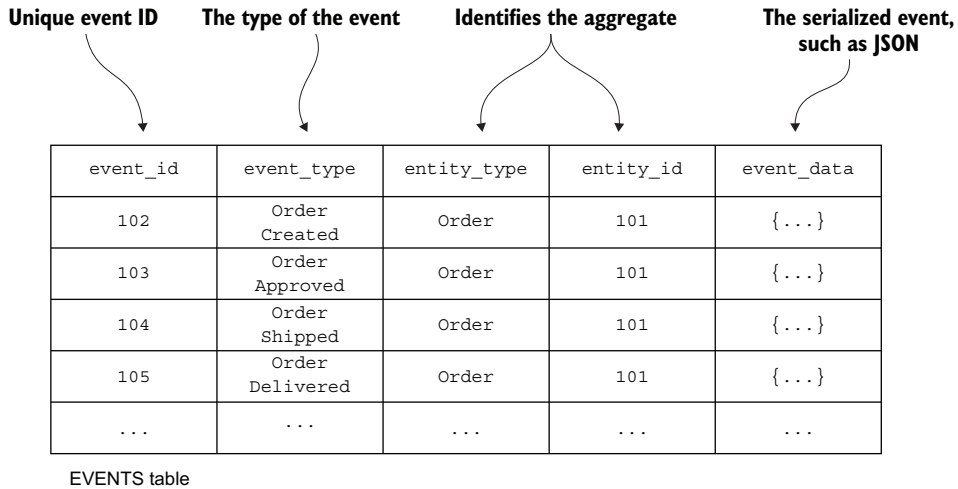 Unique event ID
The type of the event
Identifies the aggregate
The serialized event,
such as JSON
event_id event_type entity_type entity_id event_data
102 Order Created Order 101 {...}
103 Order Approved Order 101 {...}
104 Order Shipped Order 101 {...}
105 Order Delivered Order 101 {...}
... ... ... ... ...
EVENTS table